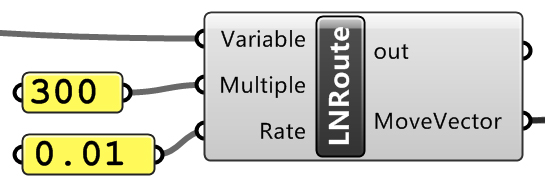 Variable
300
Multiple
0.01
Rate
LNRoute
out
MoveVector